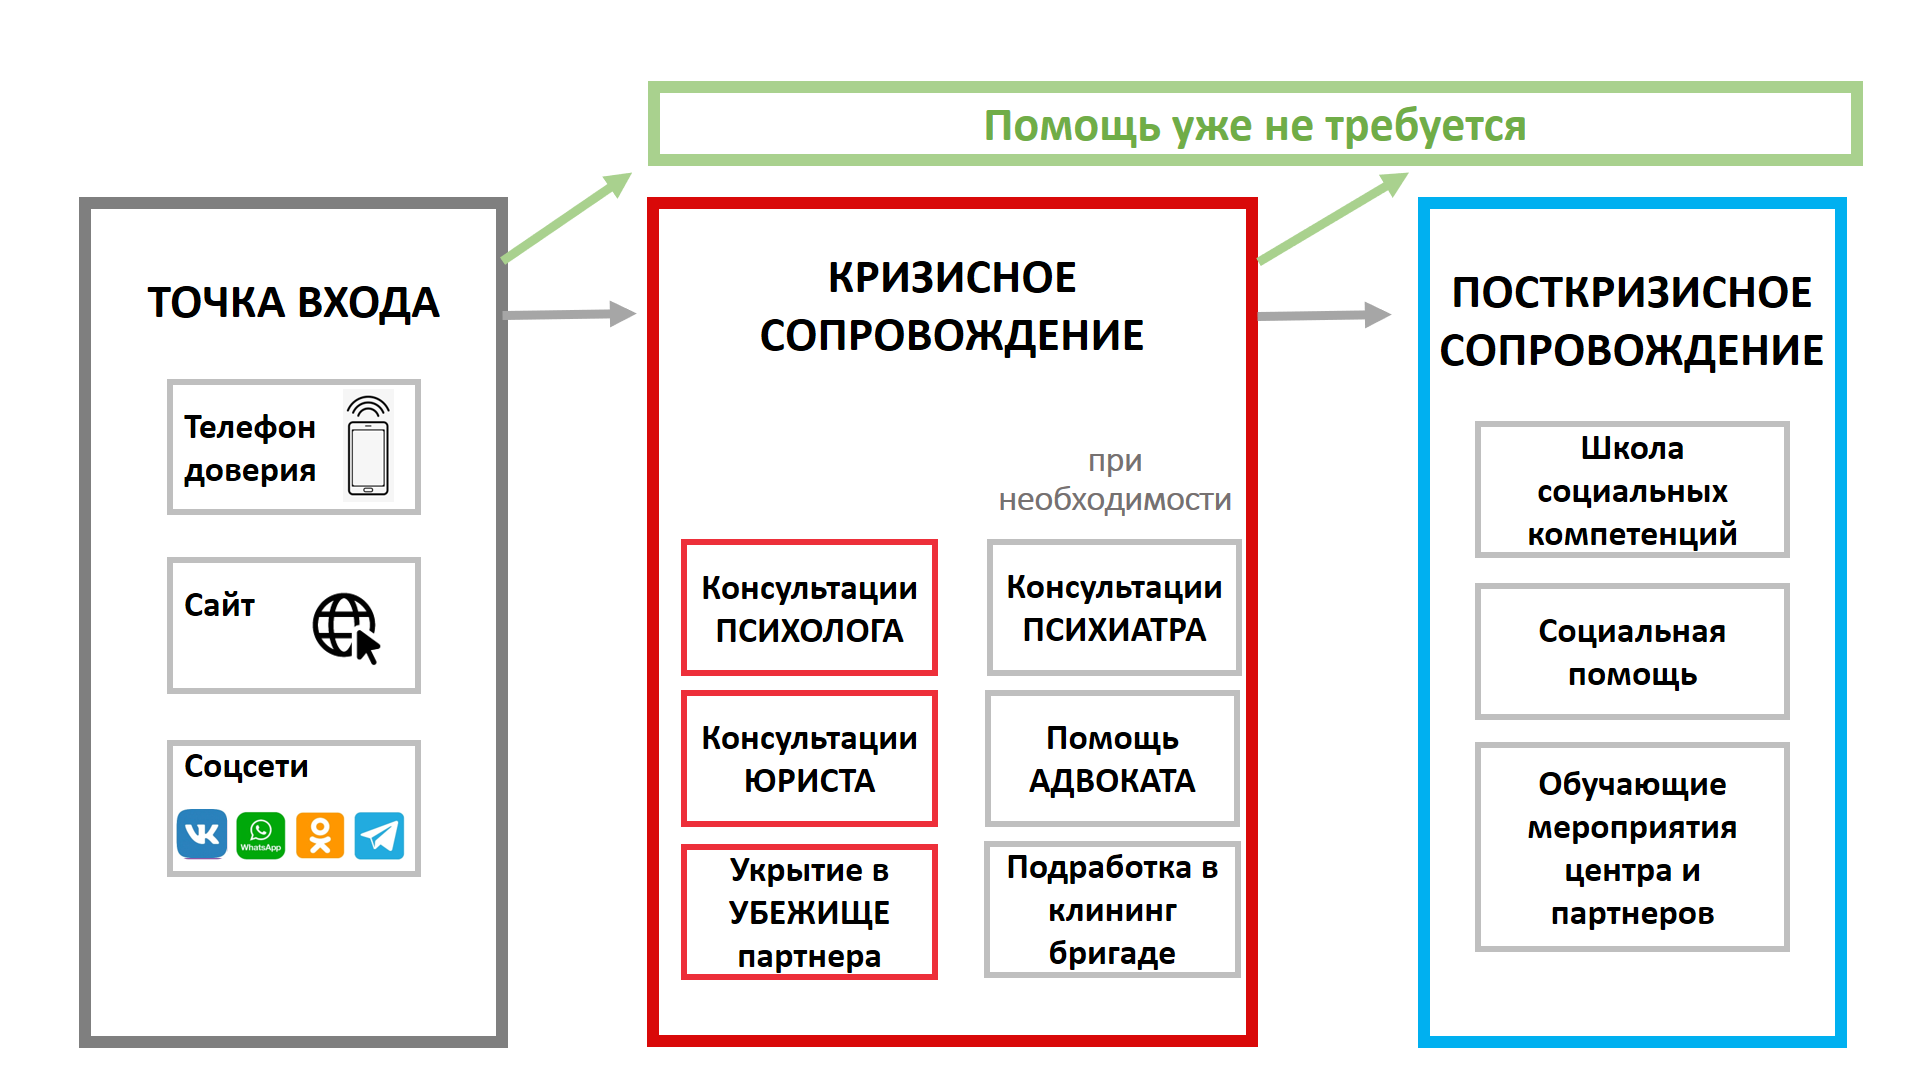 Помощь уже не требуется
ТОЧКА ВХОДА
Телефон
доверия
Сайт
Соцсети
WhatsApp
КРИЗИСНОЕ
СОПРОВОЖДЕНИЕ
при
необходимости
Консультации
ПСИХОЛОГА
Консультации
ПСИХИАТРА
Консультации
ЮРИСТА
Помощь
АДВОКАТА
Укрытие в
УБЕЖИЩЕ
партнера
Подработка в
клининг
бригаде
ПОСТКРИЗИСНОЕ
СОПРОВОЖДЕНИЕ
Школа
социальных
компетенций
Социальная
помощь
Обучающие
мероприятия
центра и
партнеров